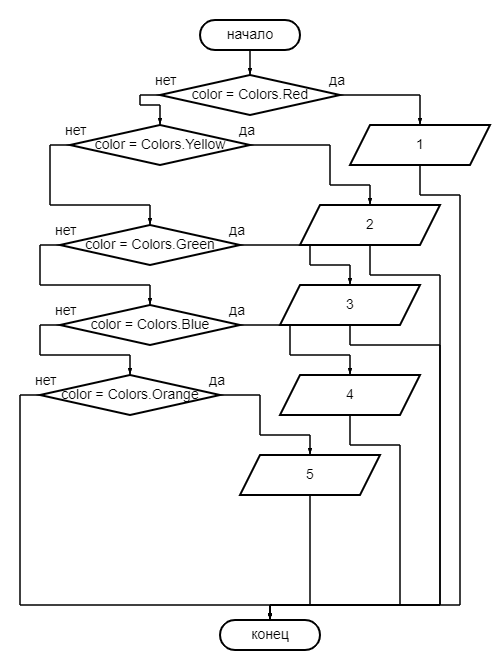 начало
нет
да
color = Colors.Red
нет
да
color = Colors.Yellow
1
нет
да
2
color = Colors.Green
нет
да
3
color = Colors.Blue
нет
да
color = Colors.Orange
4
5
конец